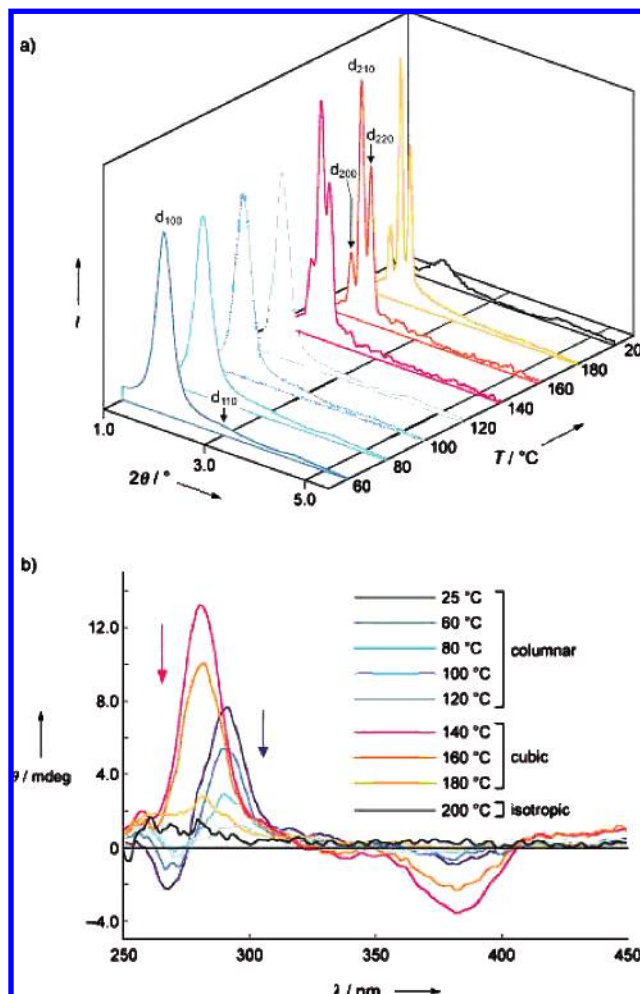 a)
d210
d220
d200
d100
d110
I
1.0
3.0
5.0
2θ / °
60
80
100
120
140
160
180
20
T / °C
b)
12.0
8.0
4.0
0
−4.0
θ / mdeg
25 °C
60 °C
80 °C
100 °C
120 °C
columnar
140 °C
160 °C
180 °C
cubic
200 °C
isotropic
250
300
350
400
450
λ / nm